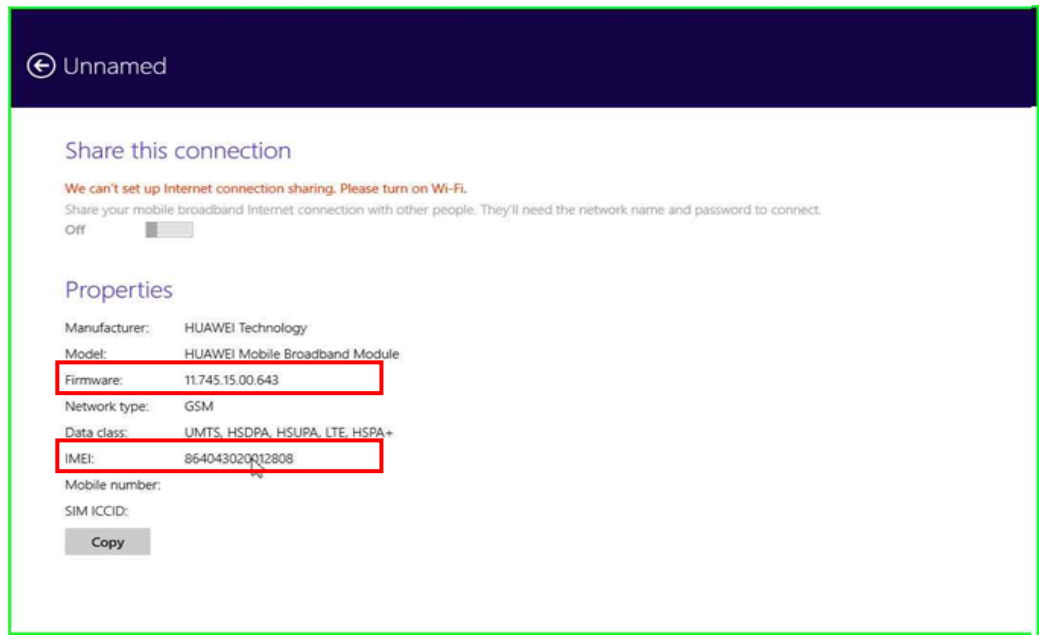 Unnamed
Share this connection
We can't set up Internet connection sharing. Please turn on Wi-Fi.
Share your mobile broadband Internet connection with other people. They'll need the network name and password to connect.
Off
Properties
Manufacturer: HUAWEI Technology
Model: HUAWEI Mobile Broadband Module
Firmware: 11.745.15.00.643
Network type: GSM
Data class: UMTS, HSDPA, HSUPA, LTE, HSPA+
IMEI: 864043020012808
Mobile number:
SIM ICCID:
Copy